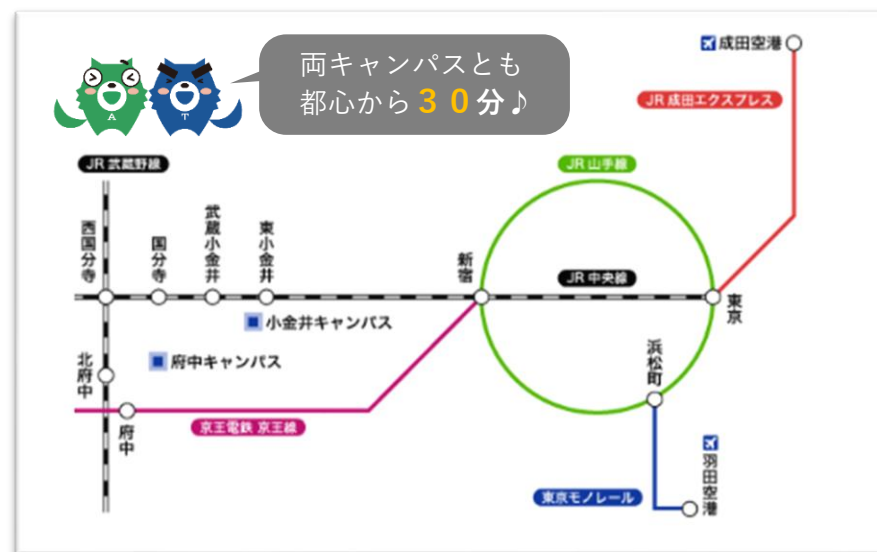 両キャンパスとも
都心から３０分♪
A
T
成田空港
JR 成田エクスプレス
JR 武蔵野線
JR 山手線
西国分寺
国分寺
武蔵小金井
東小金井
新宿
JR 中央線
東京
小金井キャンパス
浜松町
北府中
府中キャンパス
府中
京王電鉄 京王線
羽田空港
東京モノレール